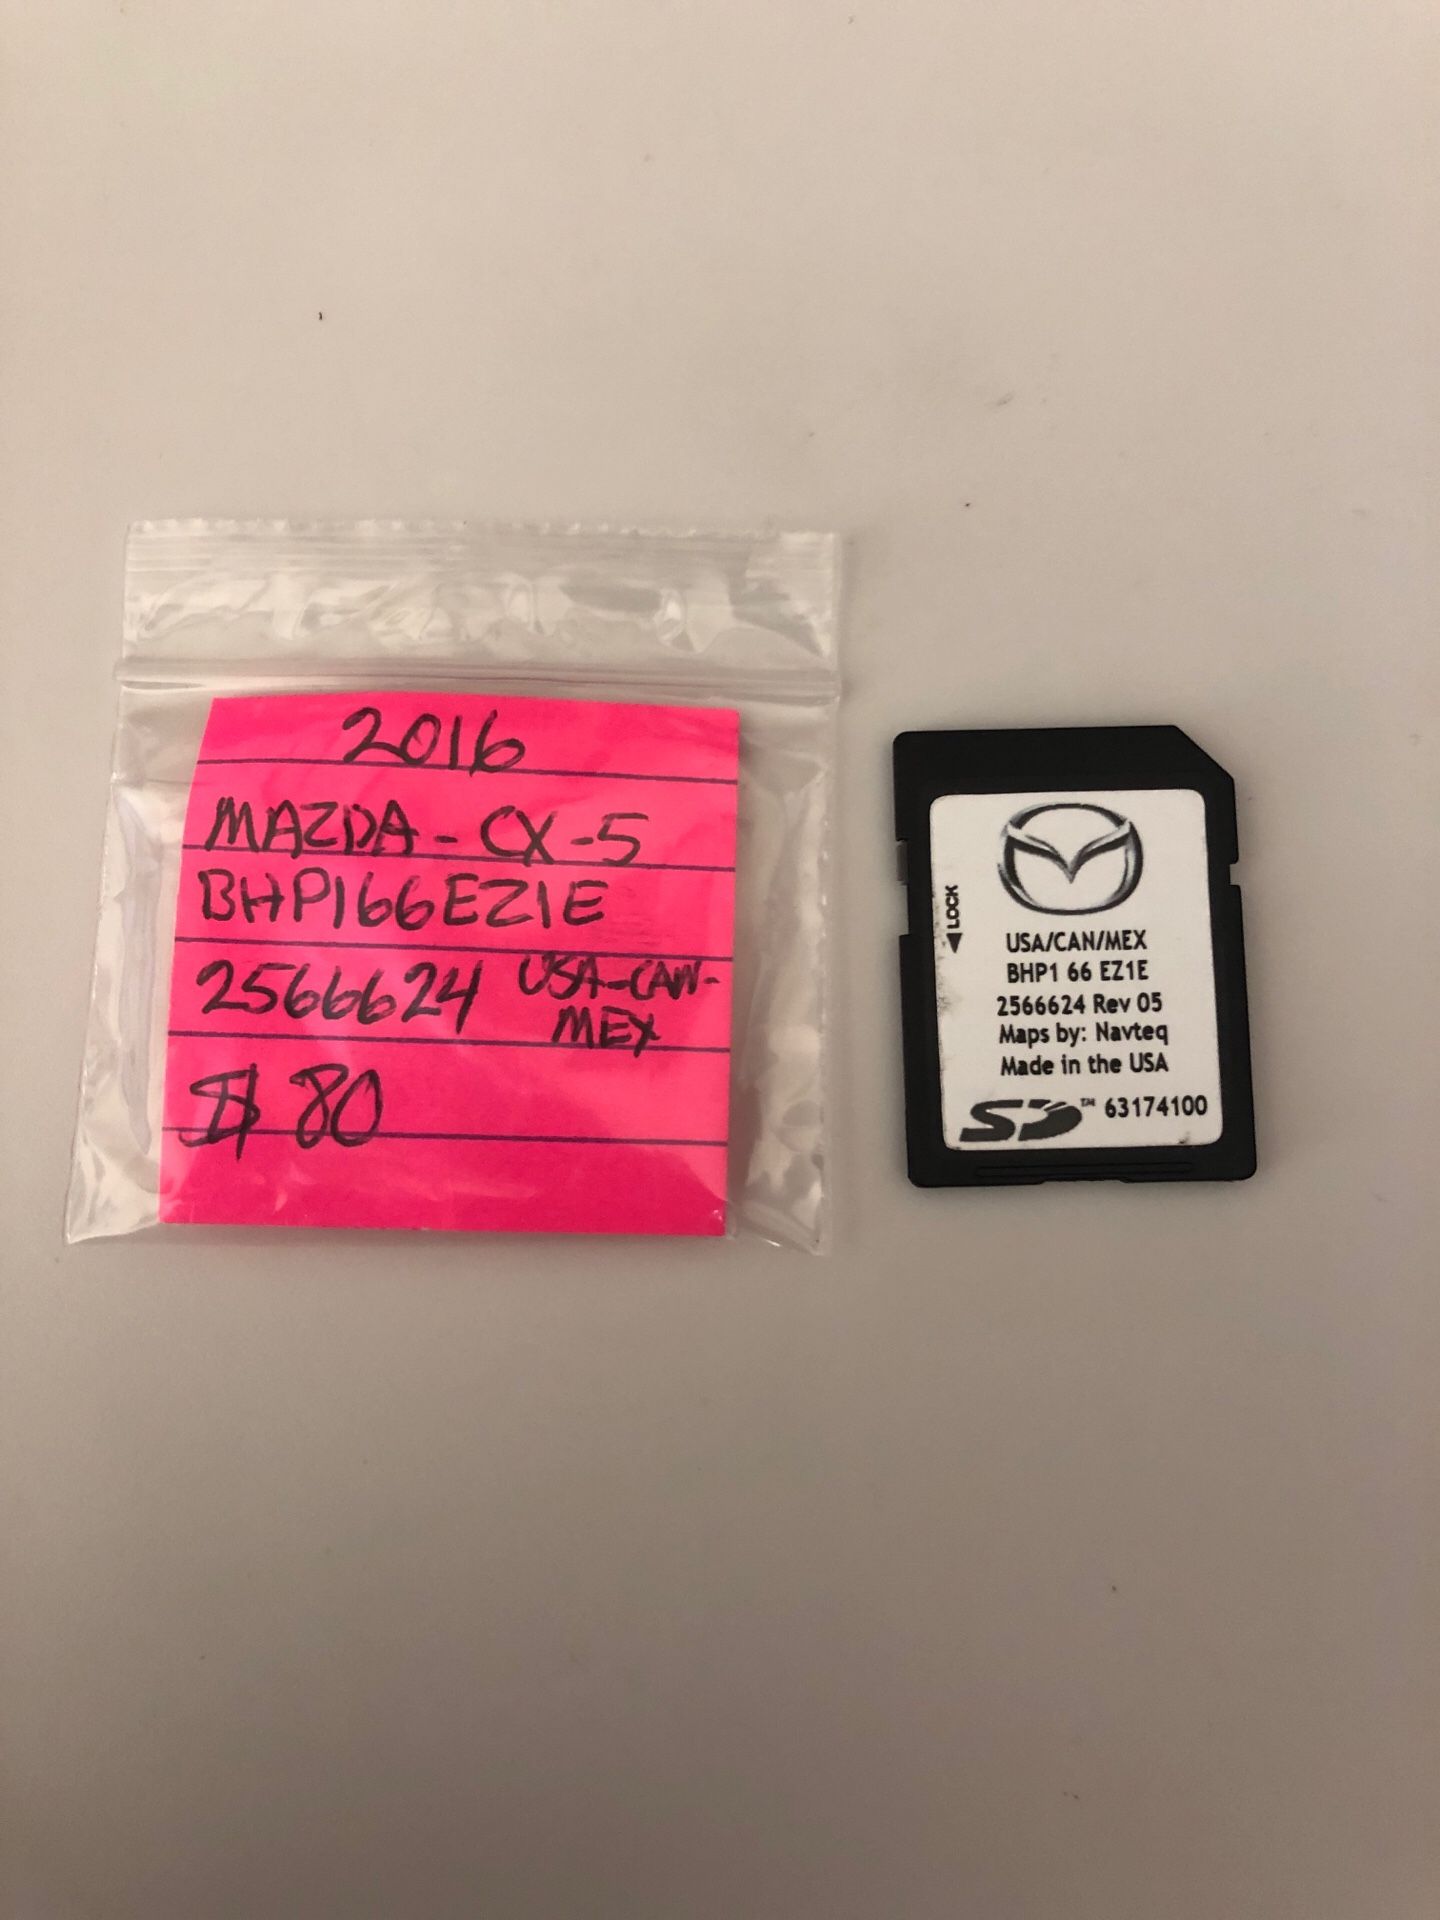 2016
MAZDA - CX-5
BHP166EZ1E
2566624 USA-CAN-
MEX
$ 80
LOCK
USA/CAN/MEX
BHP1 66 EZ1E
2566624 Rev 05
Maps by: Navteq
Made in the USA
SD™ 63174100